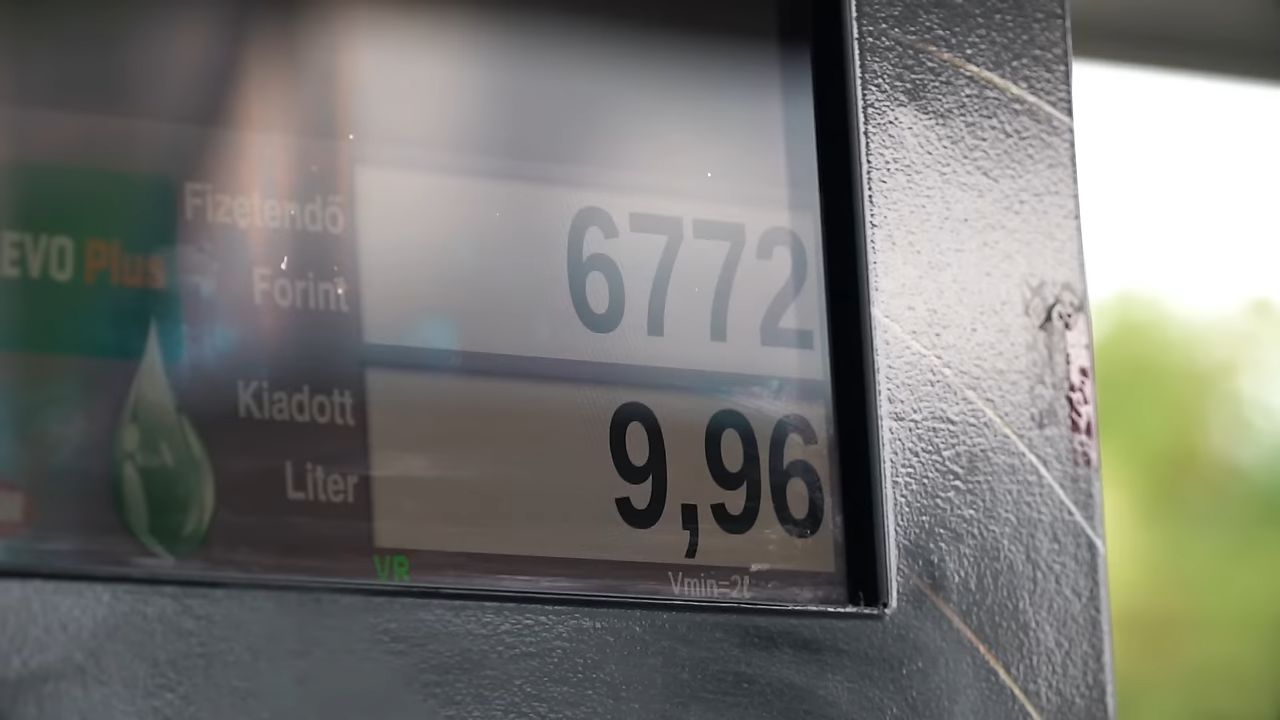 Fizetendő
6772
EVO Plus
Forint
Kiadott
9,96
Liter
VR
Vmin=2ℓ